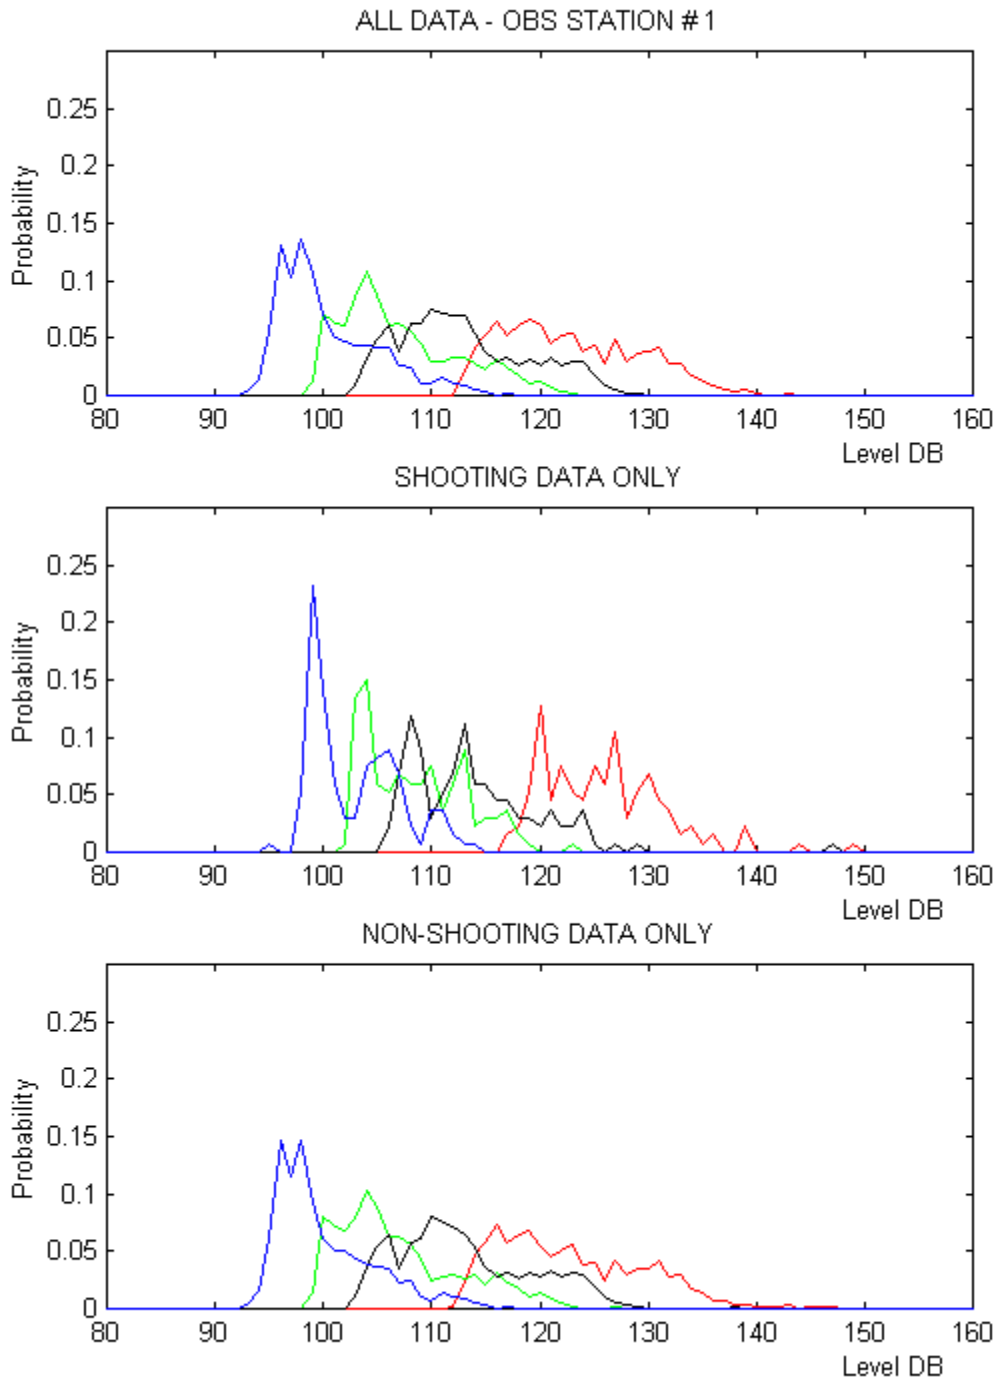 ALL DATA - OBS STATION # 1
Probability
0.25
0.2
0.15
0.1
0.05
0
80 90 100 110 120 130 140 150 160
Level DB
SHOOTING DATA ONLY
Probability
0.25
0.2
0.15
0.1
0.05
0
80 90 100 110 120 130 140 150 160
Level DB
NON-SHOOTING DATA ONLY
Probability
0.25
0.2
0.15
0.1
0.05
0
80 90 100 110 120 130 140 150 160
Level DB